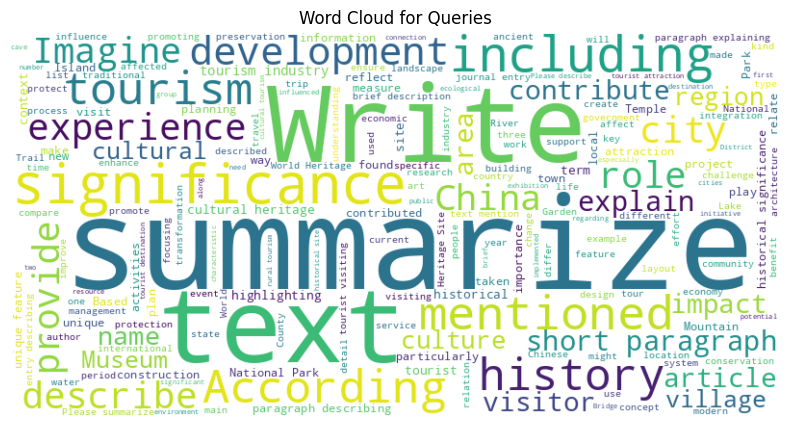 Word Cloud for Queries
influence
promoting
preservation
information
ancient
connection
cave
Island
affected
Imagine
development
including
will
made
kind
paragraph explaining
number
tourism industry
ensure
landscape
Please describe
tourist attraction
first
list
traditional
reflect
journal entry
Park
type
protect
context
tourism
process
visit
planning
trip
measure
brief description
Write
contribute
region
relate
group
influenced
industry
ecological
destination
Temple
National
experience
cultural
economic
used
River
create
government
integration
make
understanding
three
work
support
affect
key
time
new
Trail
travel
cultural tourism
site
area
city
local
enhance
way
World Heritage
found
specific
research
building
attraction
project
described
term
town
country
especially
District
challenge
significance
China
role
architecture
historical significance
cultural heritage
art
life
play
cities
compare
contributed
text mention
exhibition
Garden
explain
along
need
promote
provide
summarize
transformation
focusing
tourist destination
characteristic
rural tourism
historical site
tourist visiting
current
public
Heritage Site
people
year
brief
importance
change
differ
implemented
regarding
different
example
feature
effort
initiative
community
activities
improve
two
resource
Based
plan
one
event
highlighting
visiting
historical
taken
layout
benefit
unique feature
unique
management
World
text
mentioned
impact
name
protection
state
County
service
detail
design
tour
economy
Mountain
author
international
culture
short paragraph
potential
Museum
particularly
Chinese
might
location
system
conservation
entry describing
water
period
construction
National Park
tourist
relation
history
article
use
describe
According
visitor
village
significant
environment
Please summarize
main
paragraph describing
Bridge
concept
modern
Lake